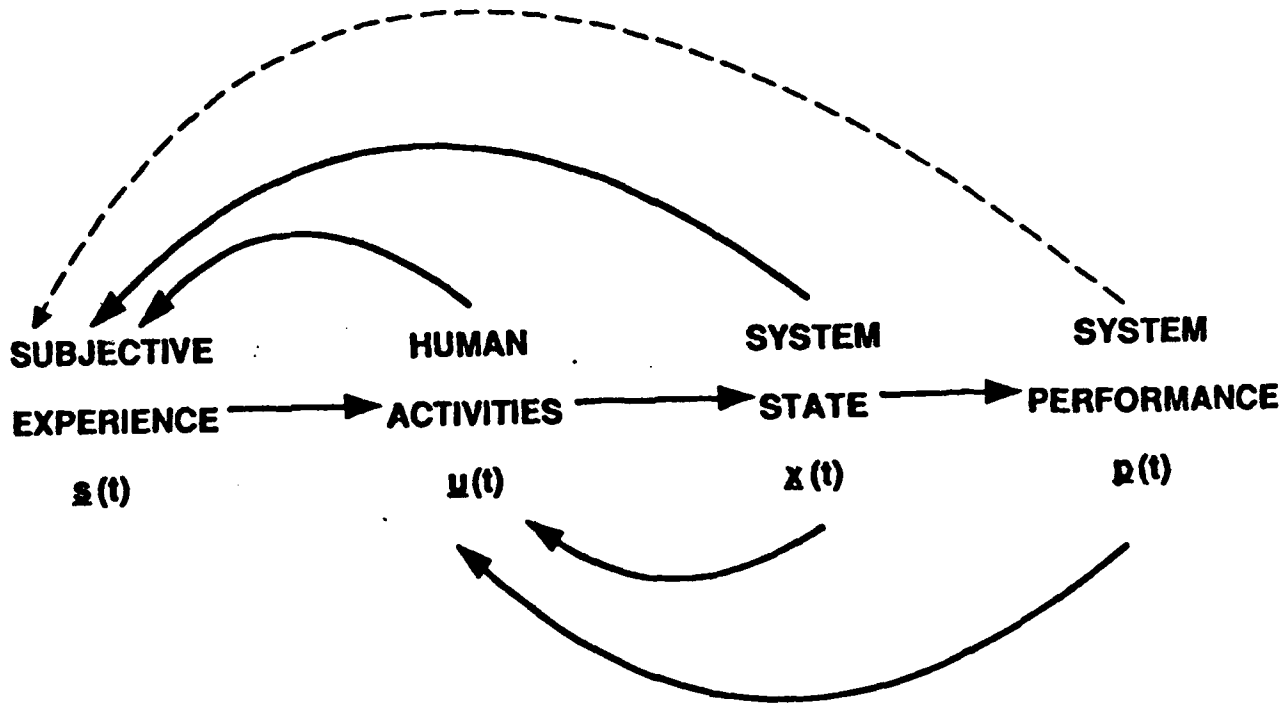 SUBJECTIVE
EXPERIENCE
s(t)
HUMAN
ACTIVITIES
u(t)
SYSTEM
STATE
x(t)
SYSTEM
PERFORMANCE
p(t)